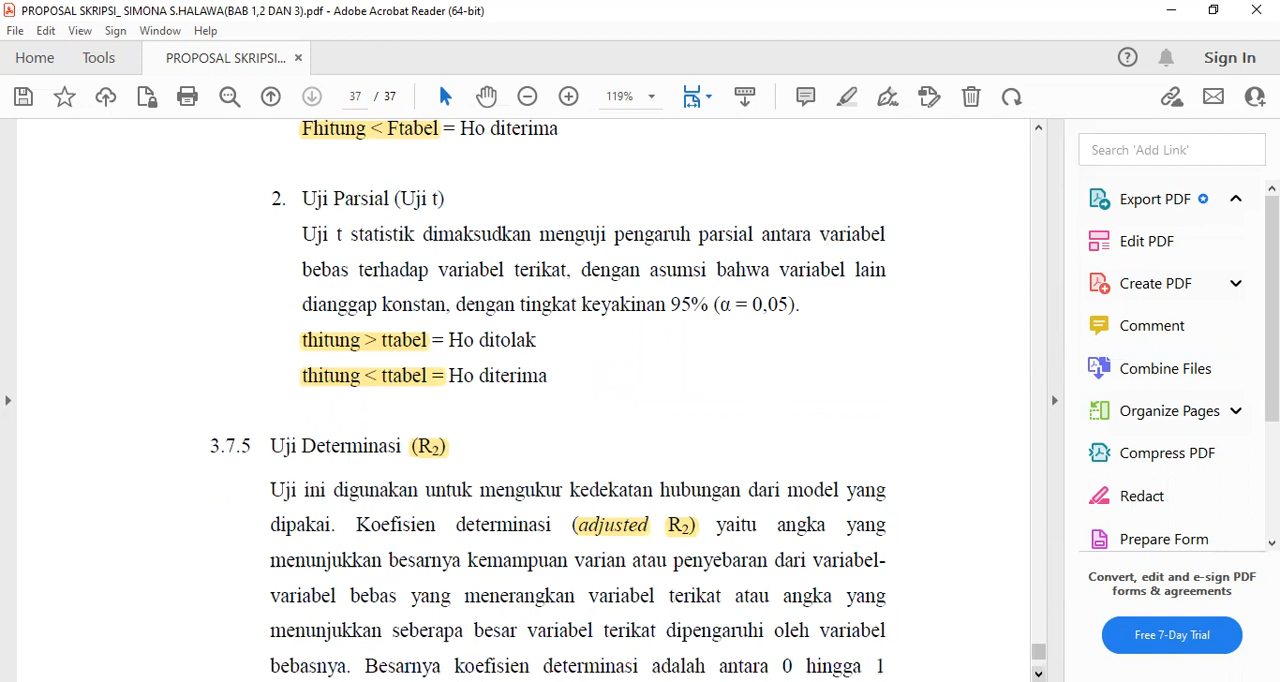 PROPOSAL SKRIPSI_ SIMONA S.HALAWA(BAB 1,2 DAN 3).pdf - Adobe Acrobat Reader (64-bit)
File Edit View Sign Window Help
Home Tools PROPOSAL SKRIPSI... × Sign In
37 / 37 119%
Fhitung < Ftabel = Ho diterima
2. Uji Parsial (Uji t)
Uji t statistik dimaksudkan menguji pengaruh parsial antara variabel
bebas terhadap variabel terikat, dengan asumsi bahwa variabel lain
dianggap konstan, dengan tingkat keyakinan 95% (α = 0,05).
thitung > ttabel = Ho ditolak
thitung < ttabel = Ho diterima
3.7.5 Uji Determinasi (R₂)
Uji ini digunakan untuk mengukur kedekatan hubungan dari model yang
dipakai. Koefisien determinasi (adjusted R₂) yaitu angka yang
menunjukkan besarnya kemampuan varian atau penyebaran dari variabel-
variabel bebas yang menerangkan variabel terikat atau angka yang
menunjukkan seberapa besar variabel terikat dipengaruhi oleh variabel
bebasnya. Besarnya koefisien determinasi adalah antara 0 hingga 1
Search 'Add Link'
Export PDF
Edit PDF
Create PDF
Comment
Combine Files
Organize Pages
Compress PDF
Redact
Prepare Form
Convert, edit and e-sign PDF
forms & agreements
Free 7-Day Trial